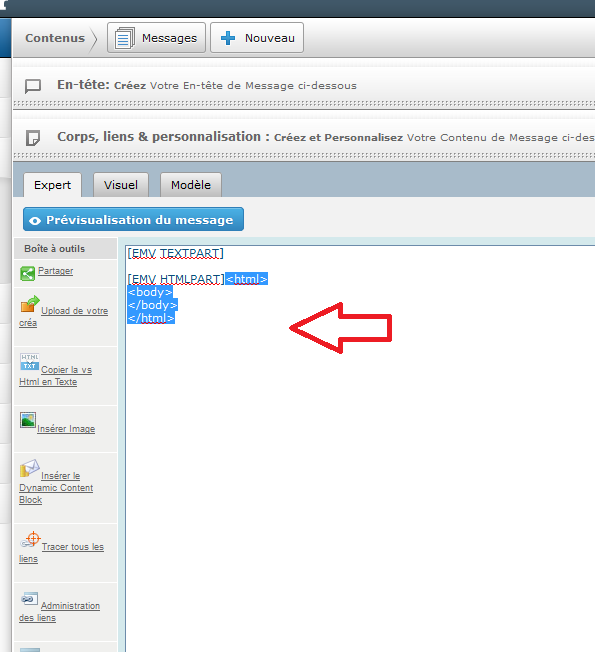 Contenus
Messages
Nouveau
En-téte: Créez Votre En-tête de Message ci-dessous
Corps, liens & personnalisation : Créez et Personnalisez Votre Contenu de Message ci-des
Expert
Visuel
Modèle
Prévisualisation du message
Boîte à outils
Partager
Upload de votre
créa
HTML
TXT
Copier la vs
Html en Texte
Insérer Image
Insérer le
Dynamic Content
Block
Tracer tous les
liens
Administration
des liens
[EMV TEXTPART]
[EMV HTMLPART]<html>
<body>
</body>
</html>